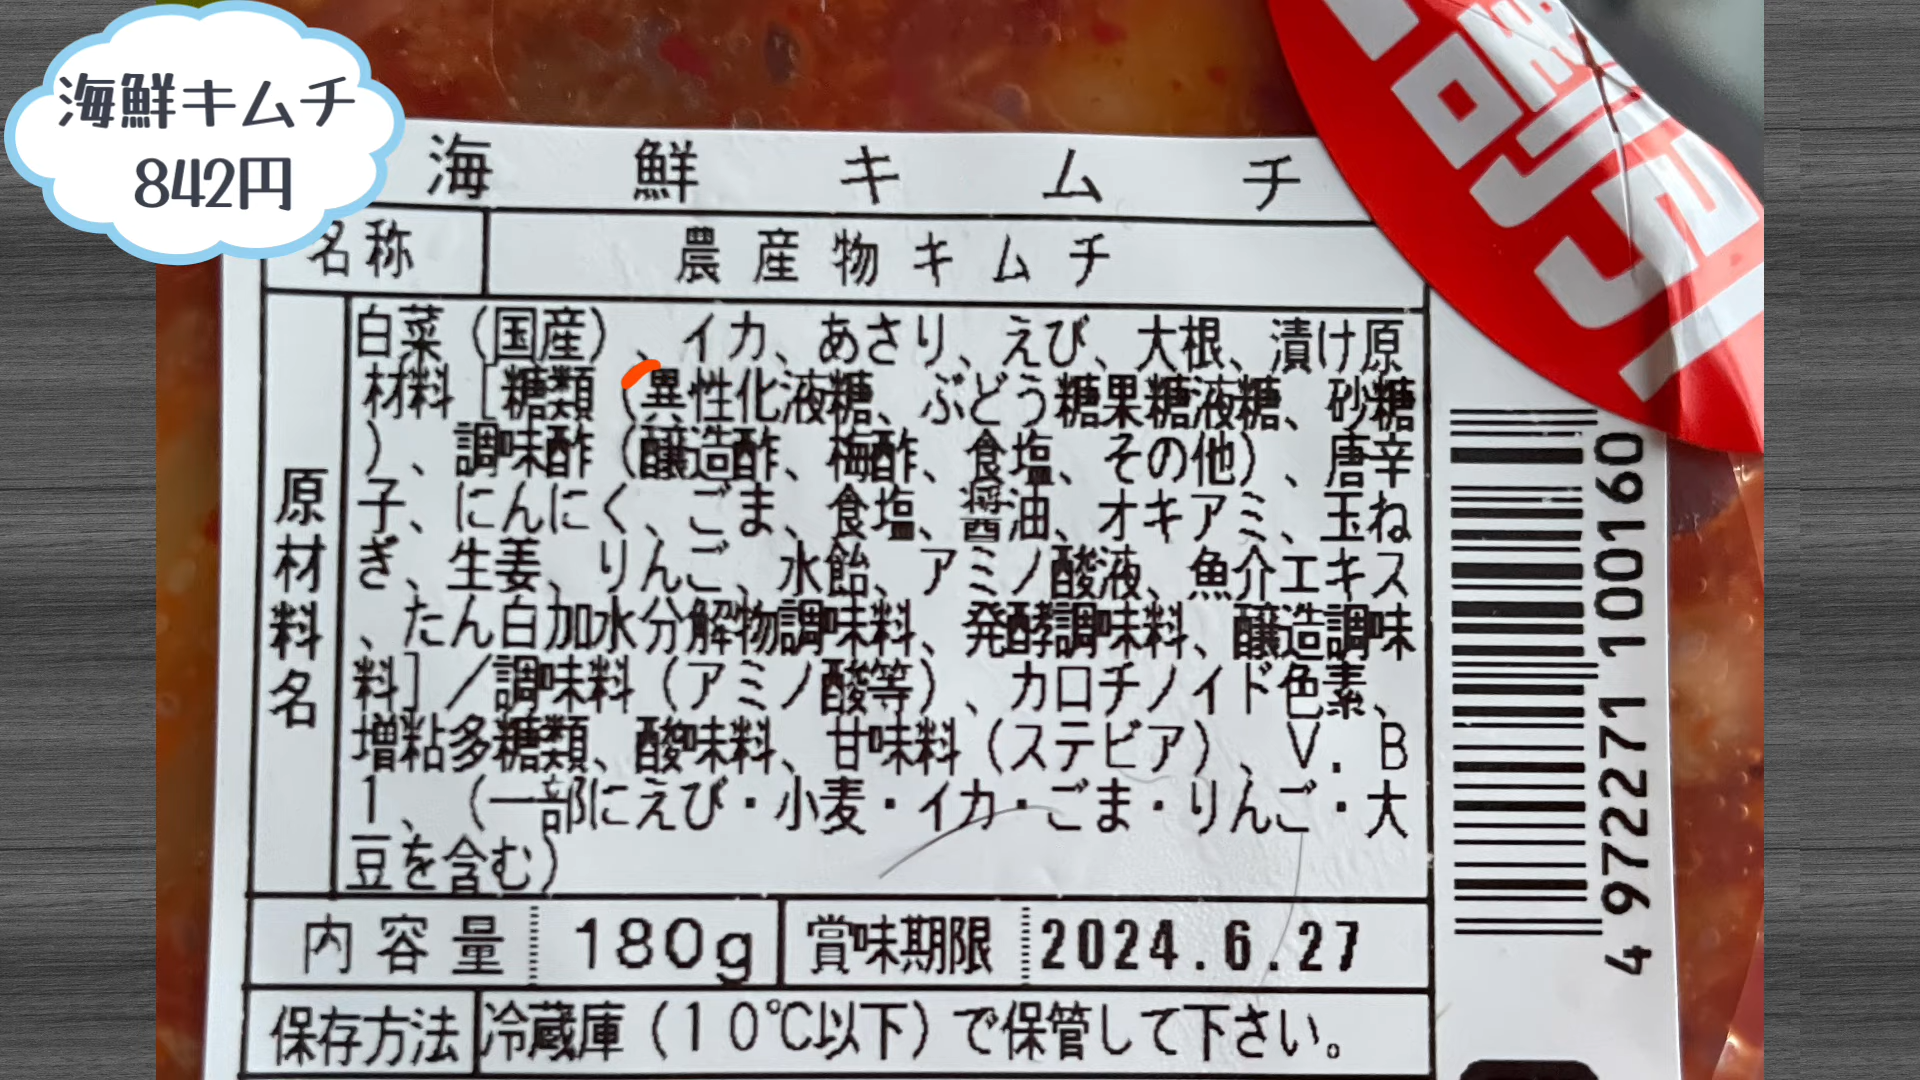 海鮮キムチ
842円
海鮮キムチ
名称
農産物キムチ
原材料名
白菜(国産)、イカ、あさり、えび、大根、漬け原
材料[糖類(異性化液糖、ぶどう糖果糖液糖、砂糖
)、調味酢(醸造酢、梅酢、食塩、その他)、唐辛
子、にんにく、ごま、食塩、醤油、オキアミ、玉ね
ぎ、生姜、りんご、水飴、アミノ酸液、魚介エキス
、たん白加水分解物調味料、発酵調味料、醸造調味
料]/調味料(アミノ酸等)、カロチノイド色素、
増粘多糖類、酸味料、甘味料(ステビア)、V.B
1、(一部にえび・小麦・イカ・ごま・りんご・大
豆を含む)
内容量
180g
賞味期限
2024.6.27
保存方法
冷蔵庫(10℃以下)で保管して下さい。
4972271100160